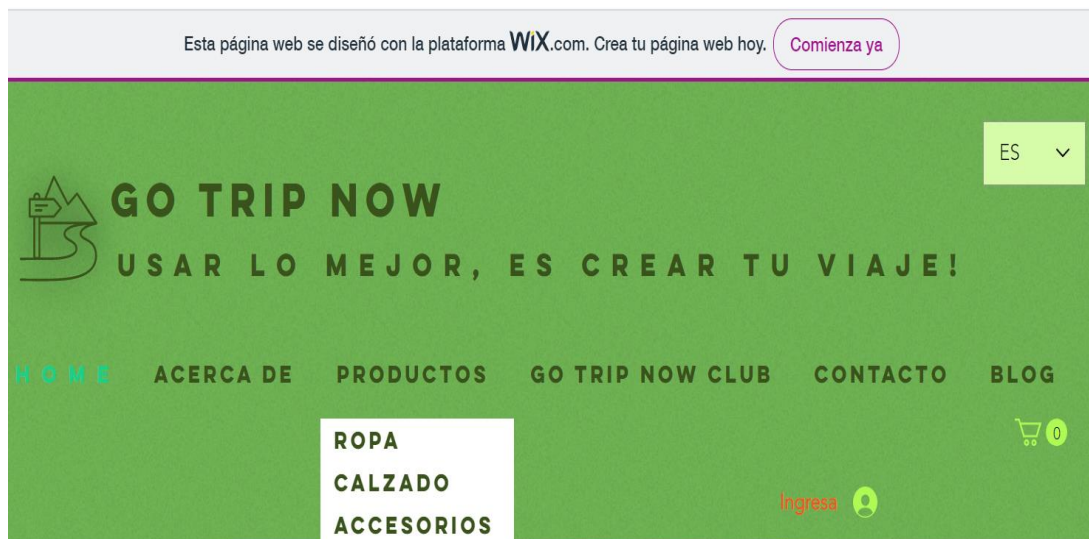 Esta página web se diseñó con la plataforma WiX.com. Crea tu página web hoy. Comienza ya
ES
GO TRIP NOW
USAR LO MEJOR, ES CREAR TU VIAJE!
HOME ACERCA DE PRODUCTOS GO TRIP NOW CLUB CONTACTO BLOG
0
ROPA
CALZADO
Ingresa
ACCESORIOS